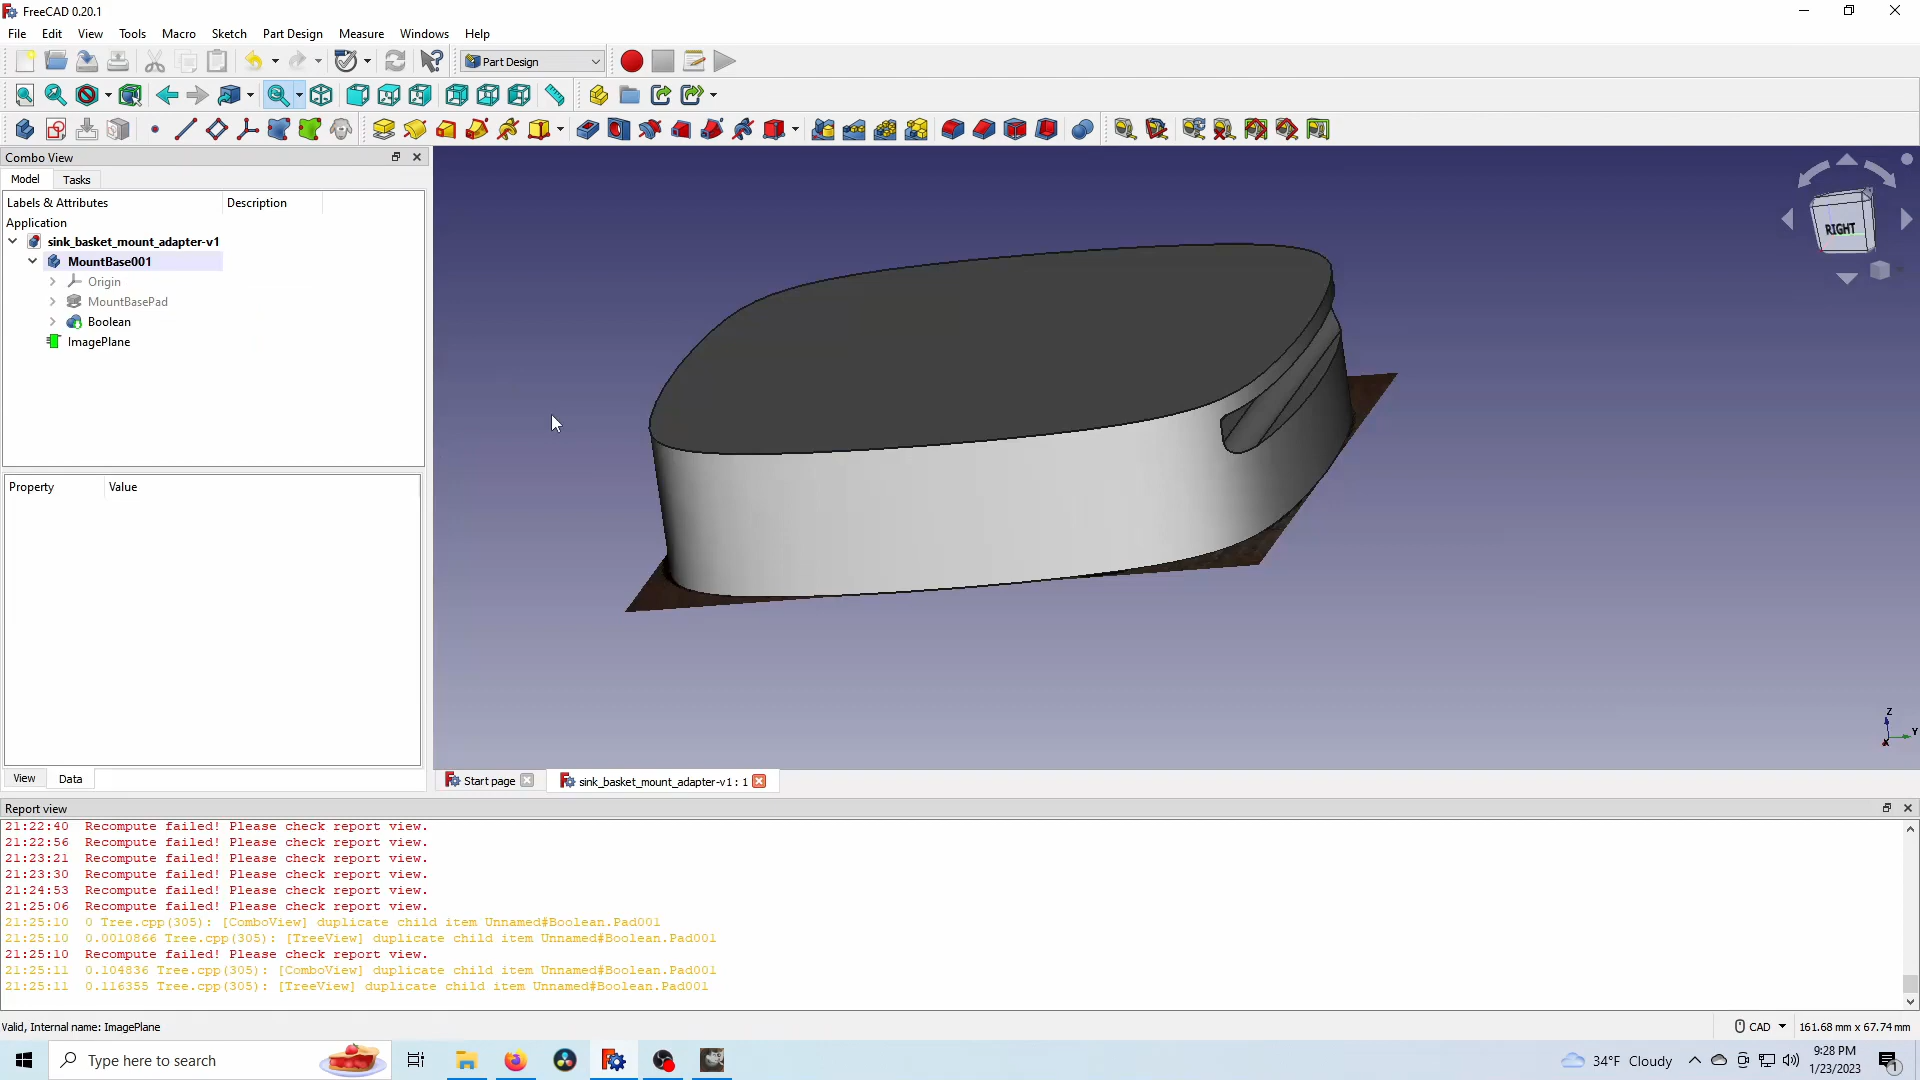 FreeCAD 0.20.1
File Edit View Tools Macro Sketch Part Design Measure Windows Help
Part Design
Combo View
Model Tasks
Labels & Attributes Description
Application
sink_basket_mount_adapter-v1
MountBase001
Origin
MountBasePad
Boolean
ImagePlane
RIGHT
Property Value
Z
Y
X
View Data
Start page sink_basket_mount_adapter-v1 : 1
Report view
21:22:40 Recompute failed! Please check report view.
21:22:56 Recompute failed! Please check report view.
21:23:21 Recompute failed! Please check report view.
21:23:30 Recompute failed! Please check report view.
21:24:53 Recompute failed! Please check report view.
21:25:06 Recompute failed! Please check report view.
21:25:10 0 Tree.cpp(305): [ComboView] duplicate child item Unnamed#Boolean.Pad001
21:25:10 0.0010866 Tree.cpp(305): [TreeView] duplicate child item Unnamed#Boolean.Pad001
21:25:10 Recompute failed! Please check report view.
21:25:11 0.104836 Tree.cpp(305): [ComboView] duplicate child item Unnamed#Boolean.Pad001
21:25:11 0.116355 Tree.cpp(305): [TreeView] duplicate child item Unnamed#Boolean.Pad001
Valid, Internal name: ImagePlane
CAD 161.68 mm x 67.74 mm
Type here to search
34°F Cloudy
9:28 PM
1/23/2023
1